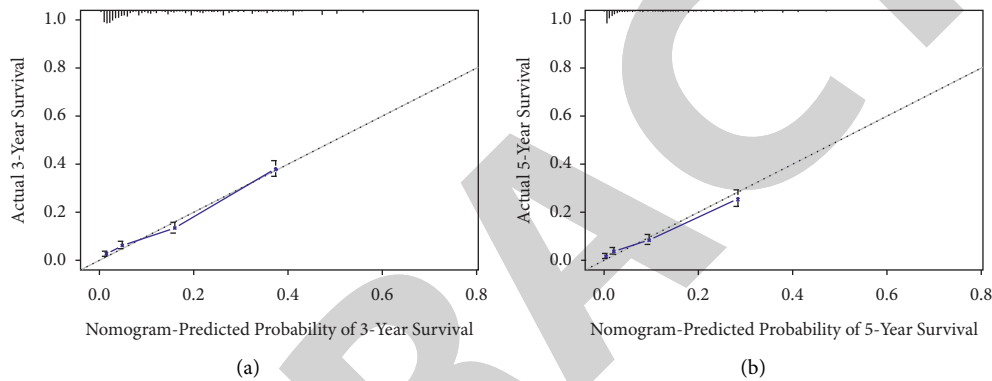 1.0
0.8
0.6
0.4
0.2
0.0
Actual 3-Year Survival
0.0 0.2 0.4 0.6 0.8
Nomogram-Predicted Probability of 3-Year Survival
(a)
1.0
0.8
0.6
0.4
0.2
0.0
Actual 5-Year Survival
0.0 0.2 0.4 0.6 0.8
Nomogram-Predicted Probability of 5-Year Survival
(b)
RAC